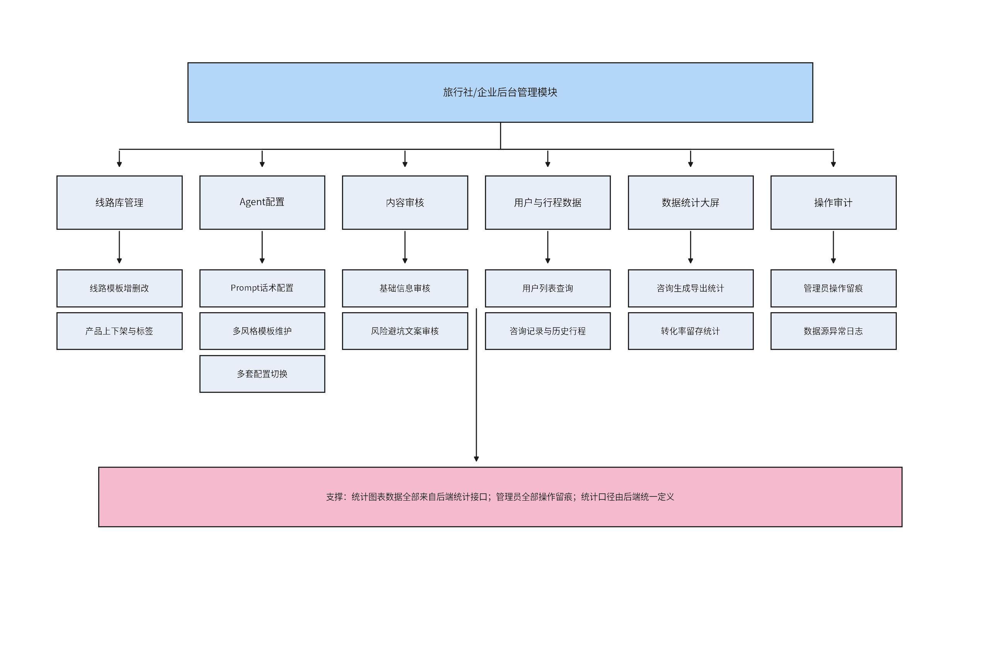 旅行社/企业后台管理模块
线路库管理
Agent配置
内容审核
用户与行程数据
数据统计大屏
操作审计
线路模板增删改
Prompt话术配置
基础信息审核
用户列表查询
咨询生成导出统计
管理员操作留痕
产品上下架与标签
多风格模板维护
风险避坑文案审核
咨询记录与历史行程
转化率留存统计
数据源异常日志
多套配置切换
支撑：统计图表数据全部来自后端统计接口；管理员全部操作留痕；统计口径由后端统一定义